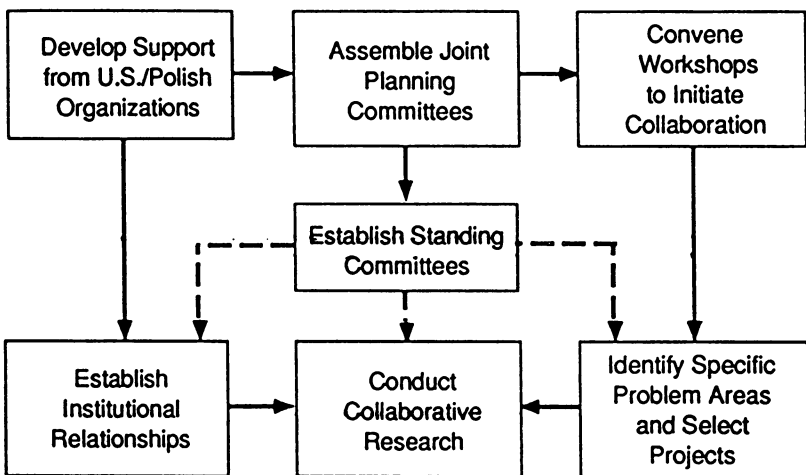 Develop Support
from U.S./Polish
Organizations
Assemble Joint
Planning
Committees
Convene
Workshops
to Initiate
Collaboration
Establish Standing
Committees
Establish
Institutional
Relationships
Conduct
Collaborative
Research
Identify Specific
Problem Areas
and Select
Projects